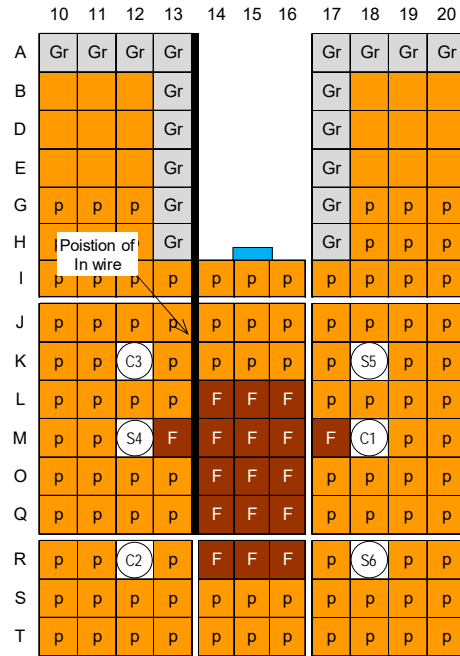 10 11 12 13 14 15 16 17 18 19 20
A Gr Gr Gr Gr Gr Gr Gr Gr
B Gr Gr
D Gr Gr
E Gr Gr
G p p p Gr Gr p p p
H Gr Gr p p p
Poistion of
In wire
I p p p p p p p p p p p
J p p p p p p p p p p p
K p p C3 p p p p p S5 p p
L p p p p F F F p p p p
M p p S4 F F F F F C1 p p
O p p p p F F F p p p p
Q p p p p F F F p p p p
R p p C2 p F F F p S6 p p
S p p p p p p p p p p p
T p p p p p p p p p p p